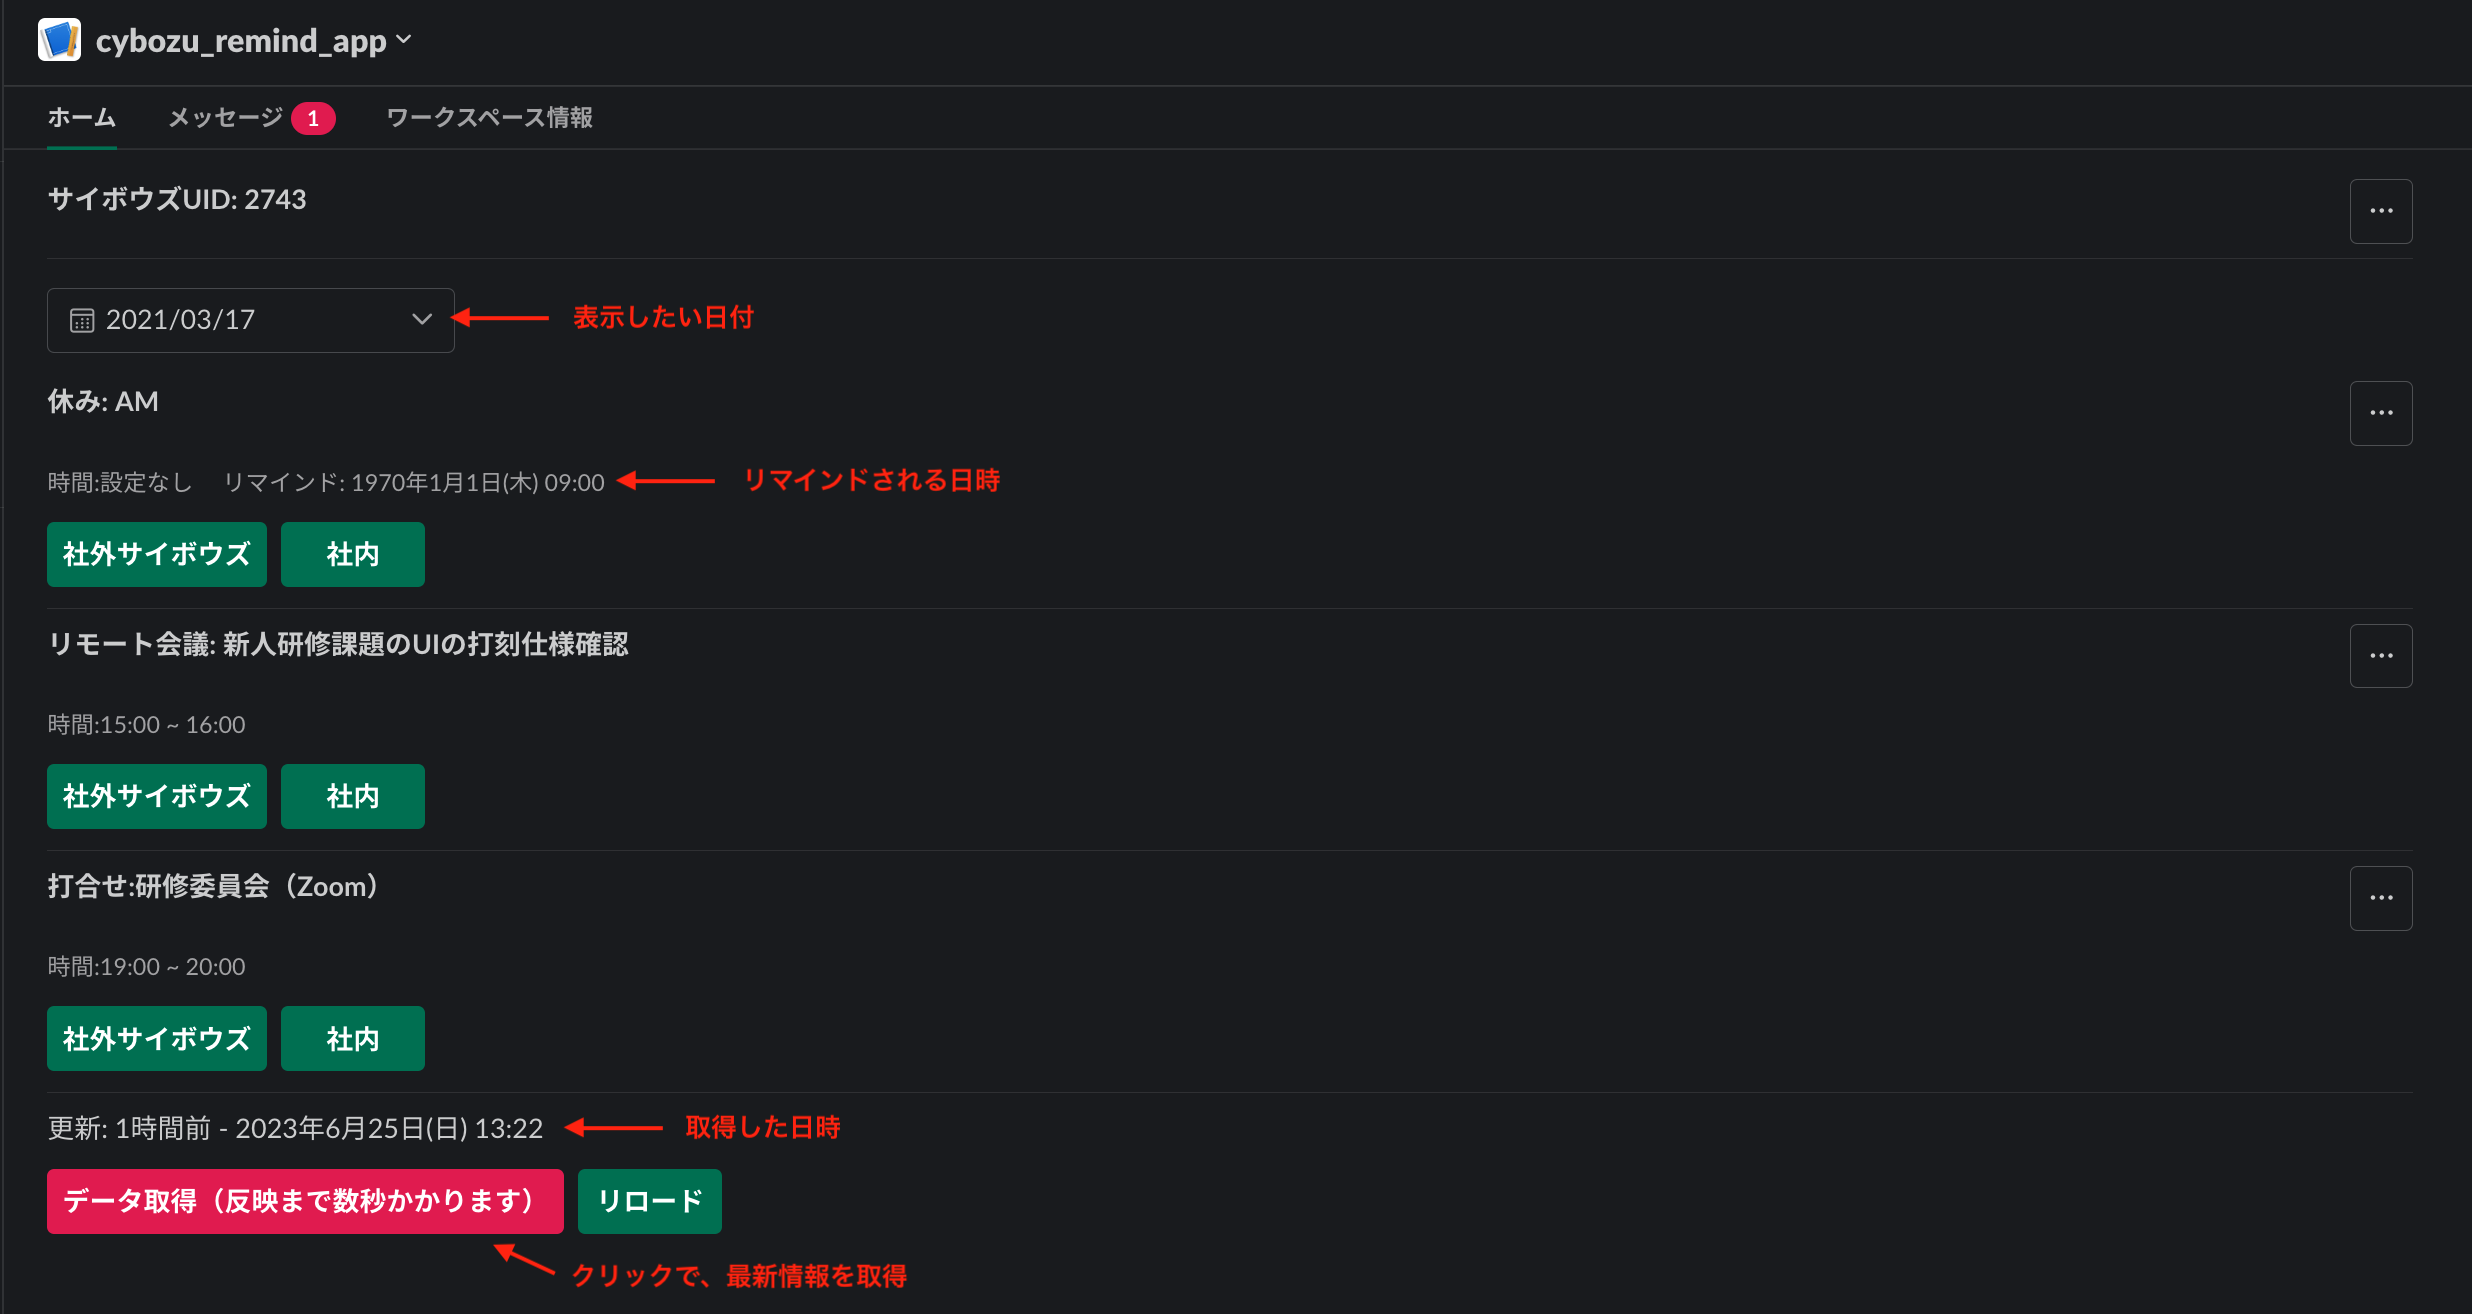 cybozu_remind_app
ホーム メッセージ 1 ワークスペース情報
サイボウズUID: 2743
2021/03/17 表示したい日付
休み: AM
時間:設定なし リマインド: 1970年1月1日(木) 09:00 リマインドされる日時
社外サイボウズ 社内
リモート会議: 新人研修課題のUIの打刻仕様確認
時間:15:00 ~ 16:00
社外サイボウズ 社内
打合せ:研修委員会（Zoom）
時間:19:00 ~ 20:00
社外サイボウズ 社内
更新: 1時間前 - 2023年6月25日(日) 13:22 取得した日時
データ取得（反映まで数秒かかります） リロード
クリックで、最新情報を取得